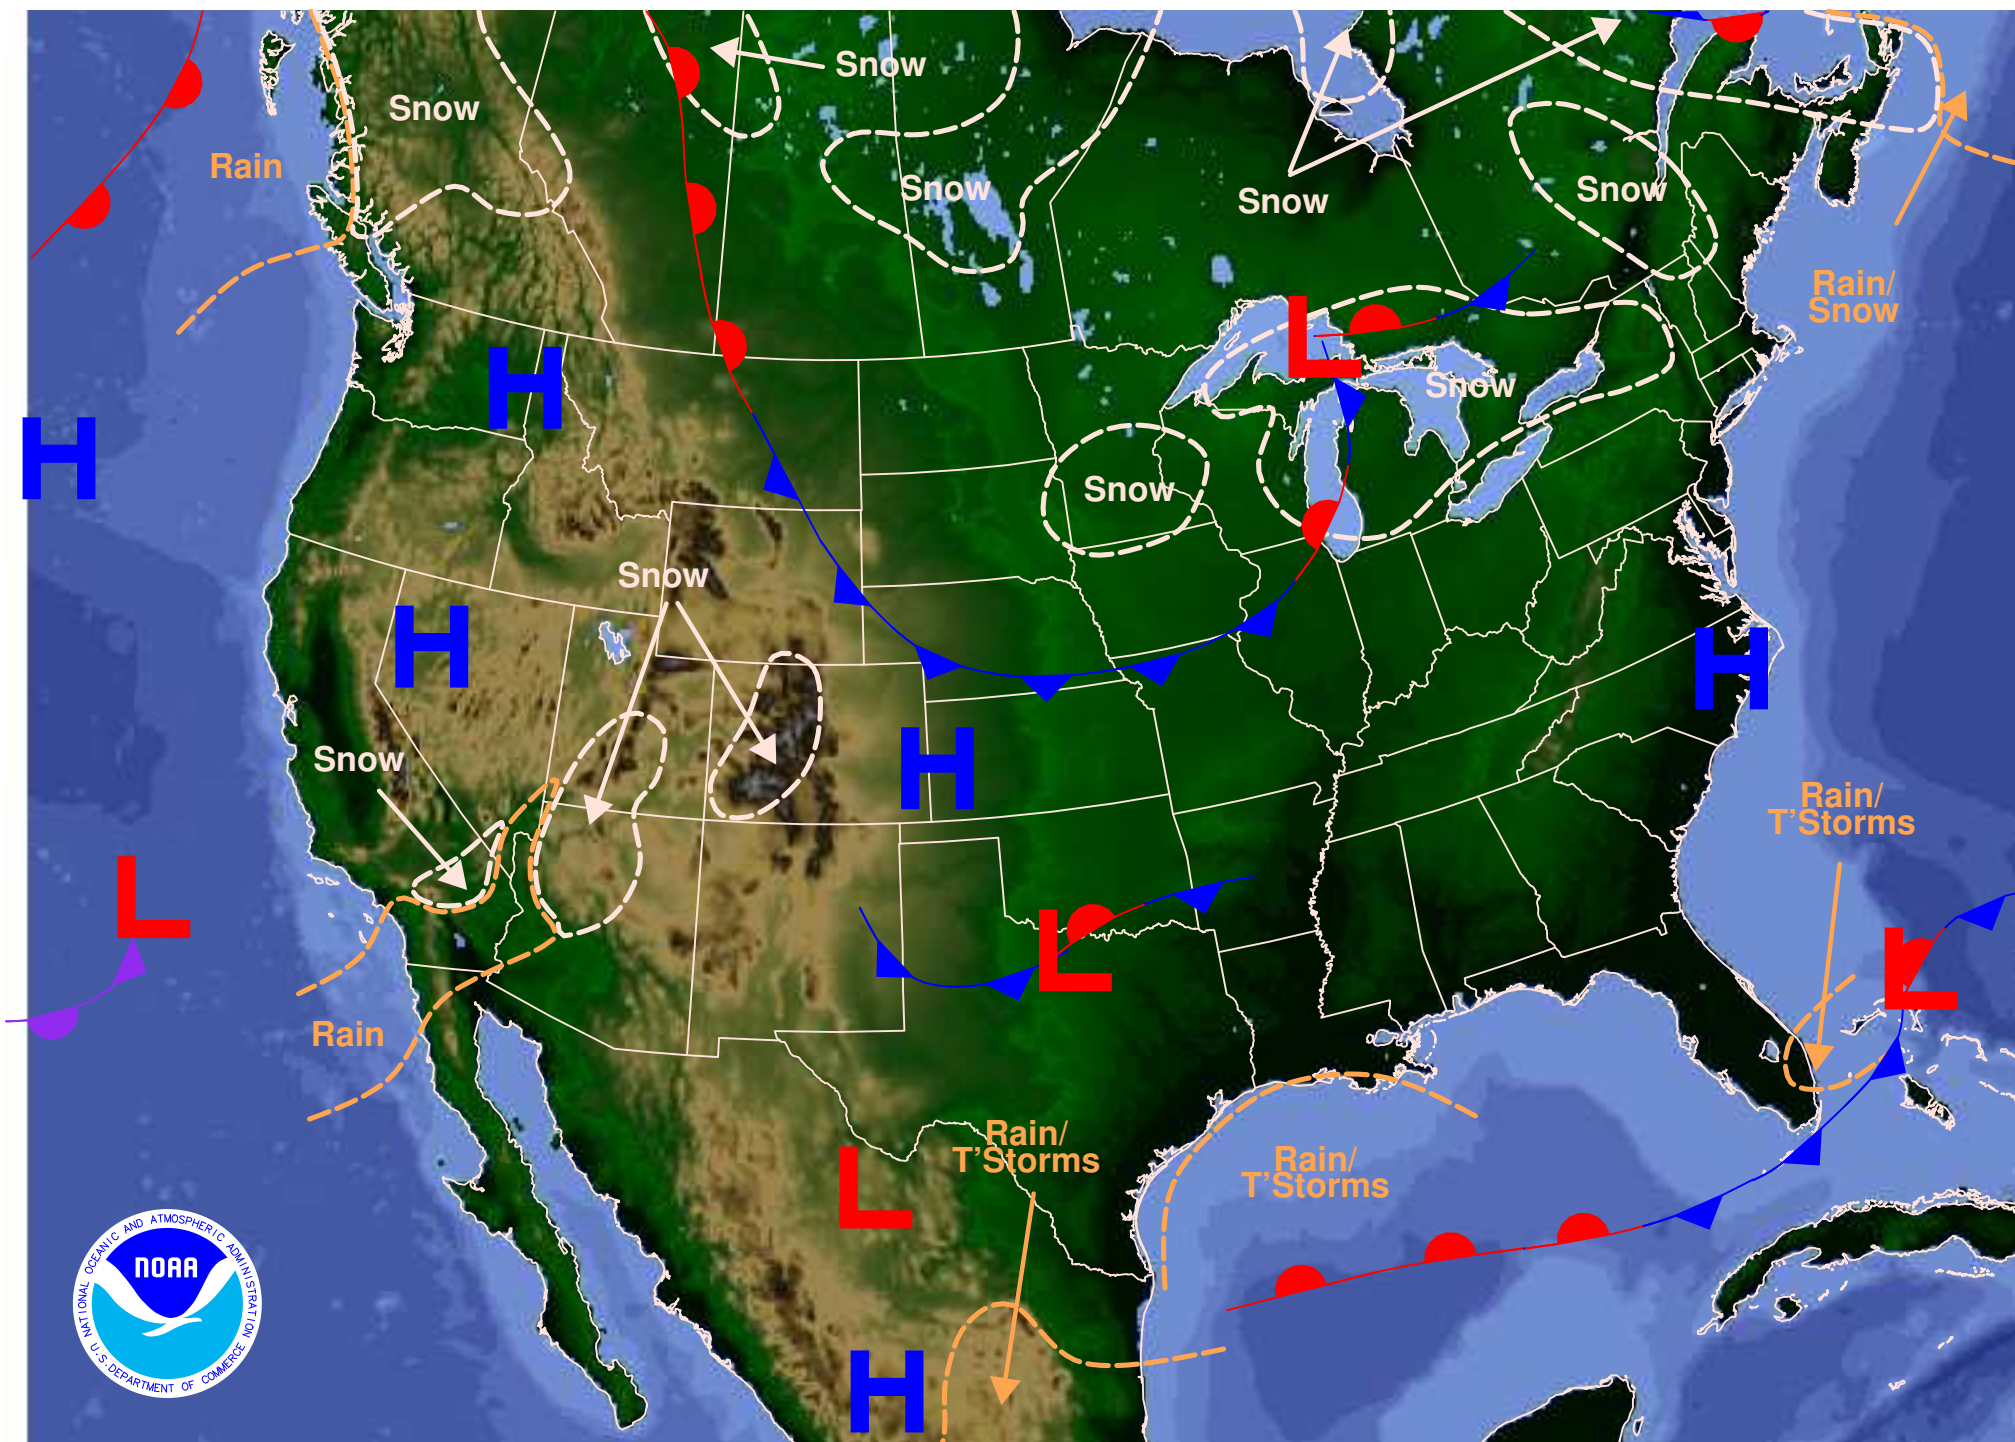 Snow
Snow
Rain
Snow
Snow
Snow
Rain/
Snow
H
L
Snow
H
Snow
Snow
H
H
H
Snow
H
Rain/
T'Storms
L
L
L
Rain
Rain/
T'Storms
Rain/
T'Storms
L
H
NATIONAL OCEANIC AND ATMOSPHERIC ADMINISTRATION
NOAA
U.S. DEPARTMENT OF COMMERCE